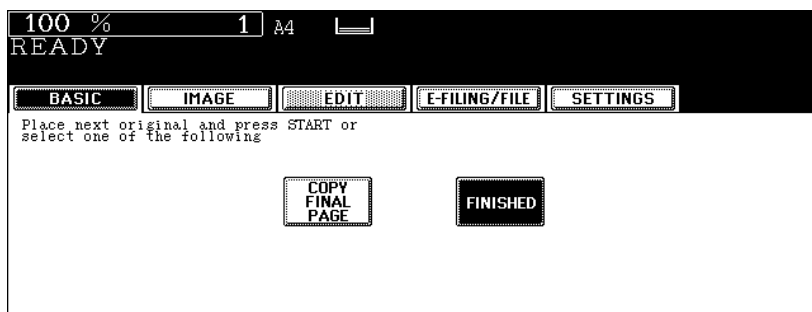 100 % 1 A4
READY
BASIC IMAGE EDIT E-FILING/FILE SETTINGS
Place next original and press START or
select one of the following
COPY
FINAL
PAGE
FINISHED